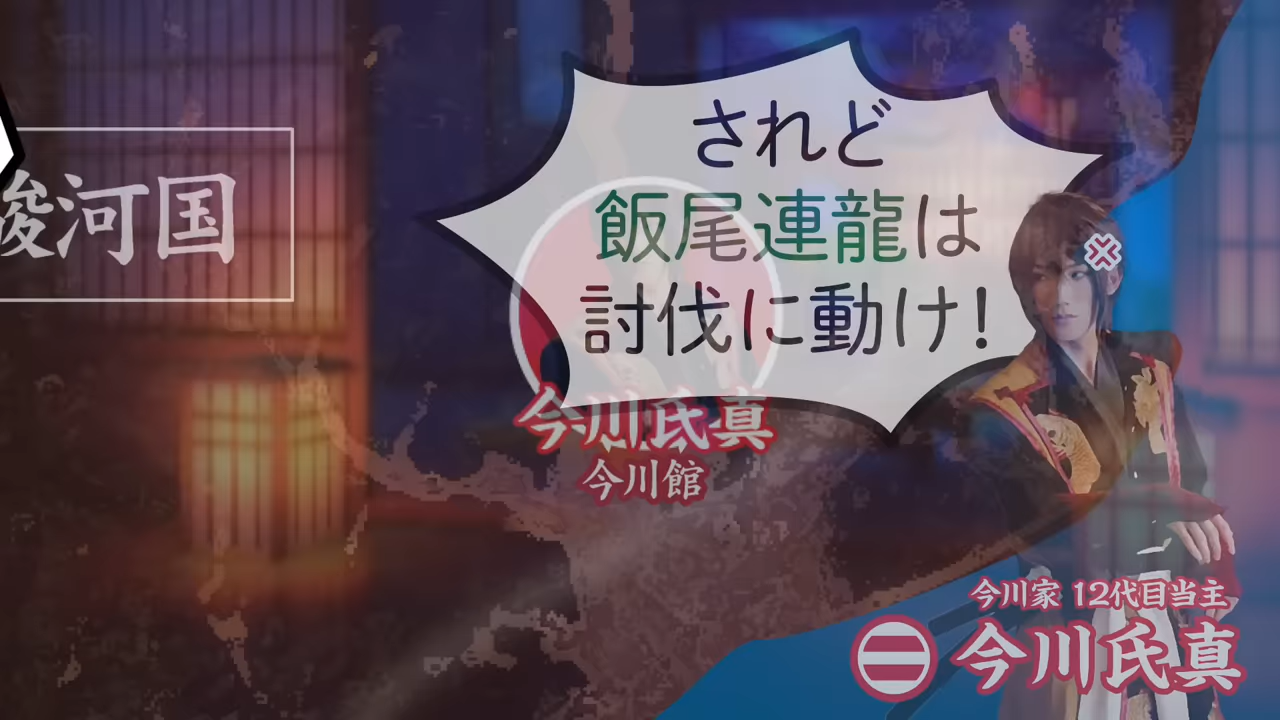 駿河国
されど
飯尾連龍は
討伐に動け!
今川氏真
今川館
今川家 12代目当主
今川氏真